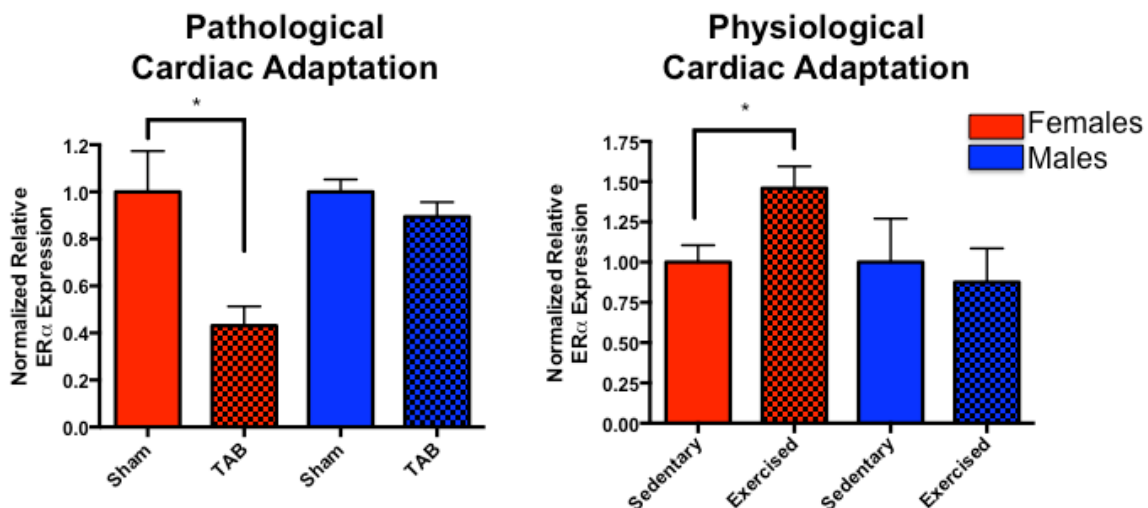 Pathological
Cardiac Adaptation
*
Normalized Relative
ERα Expression
1.2
1.0
0.8
0.6
0.4
0.2
0.0
Sham
TAB
Sham
TAB
Physiological
Cardiac Adaptation
*
Normalized Relative
ERα Expression
1.75
1.50
1.25
1.00
0.75
0.50
0.25
0.00
Sedentary
Exercised
Sedentary
Exercised
Females
Males